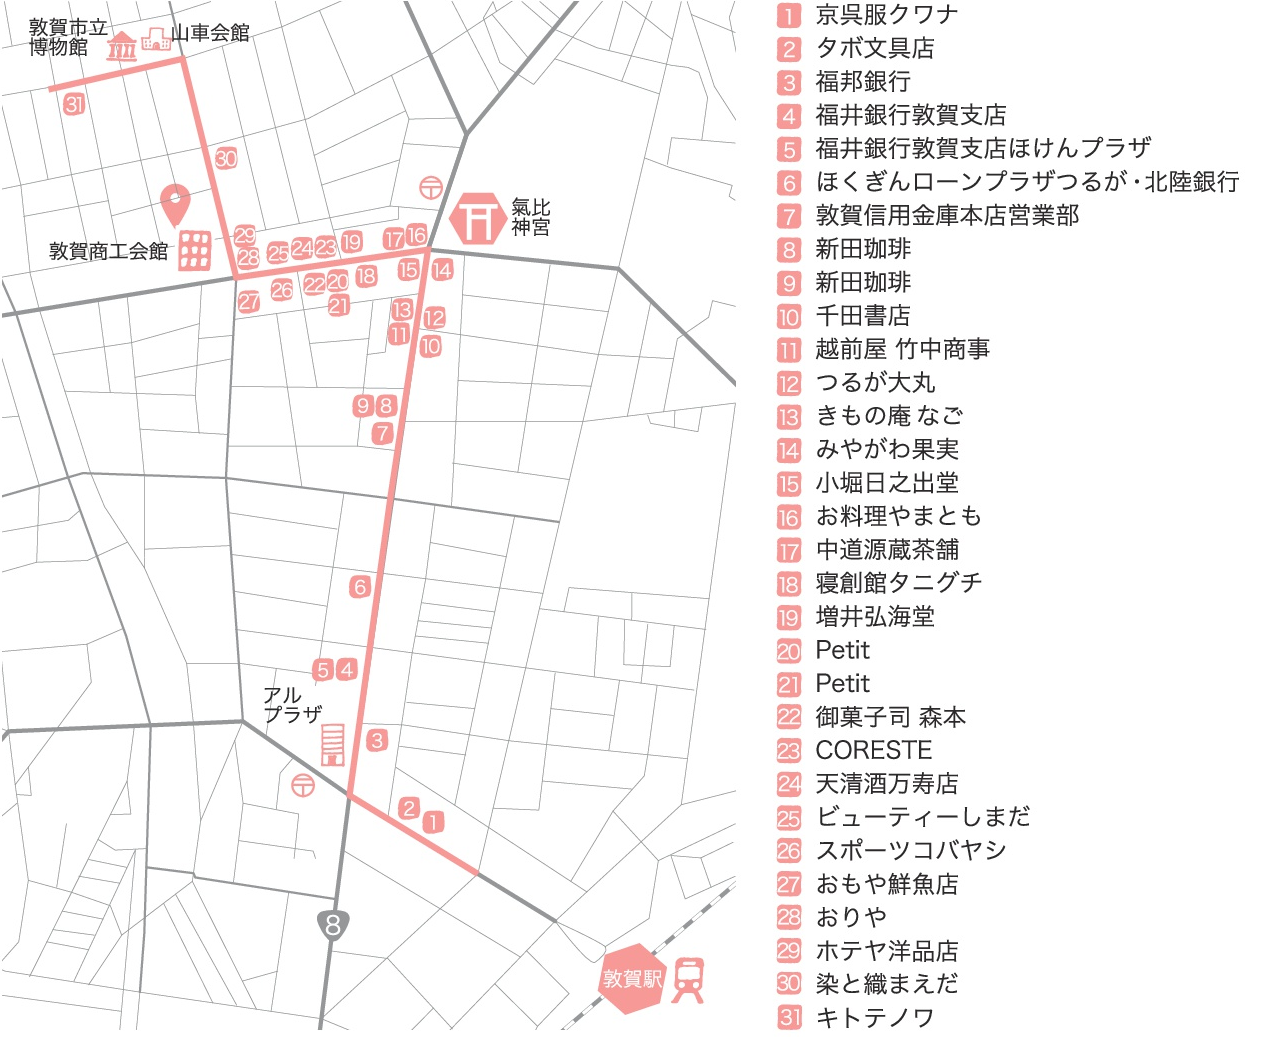 敦賀市立
博物館
山車会館
31
30
敦賀商工会館
29
28
25
24
23
19
17
16
氣比
神宮
27
26
22
20
21
18
15
14
13
12
11
10
9
8
7
6
5
4
アル
プラザ
3
2
1
8
敦賀駅
1 京呉服クワナ
2 タボ文具店
3 福邦銀行
4 福井銀行敦賀支店
5 福井銀行敦賀支店ほけんプラザ
6 ほくぎんローンプラザつるが・北陸銀行
7 敦賀信用金庫本店営業部
8 新田珈琲
9 新田珈琲
10 千田書店
11 越前屋 竹中商事
12 つるが大丸
13 きもの庵 なご
14 みやがわ果実
15 小堀日之出堂
16 お料理やまとも
17 中道源蔵茶舗
18 寝創館タニグチ
19 増井弘海堂
20 Petit
21 Petit
22 御菓子司 森本
23 CORESTE
24 天清酒万寿店
25 ビューティーしまだ
26 スポーツコバヤシ
27 おもや鮮魚店
28 おりや
29 ホテヤ洋品店
30 染と織まえだ
31 キトテノワ